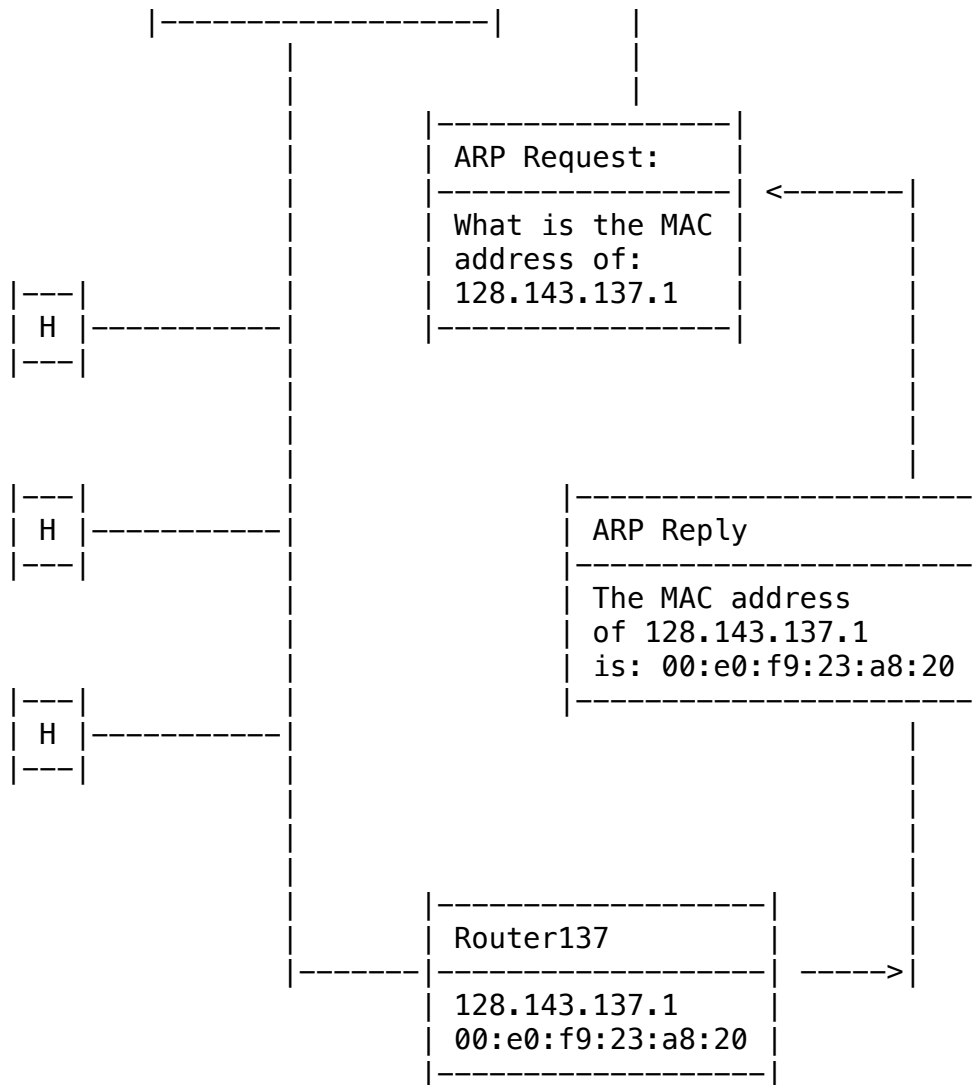 ARP Request:
What is the MAC
address of:
128.143.137.1
H
H
ARP Reply
The MAC address
of 128.143.137.1
is: 00:e0:f9:23:a8:20
H
Router137
128.143.137.1
00:e0:f9:23:a8:20